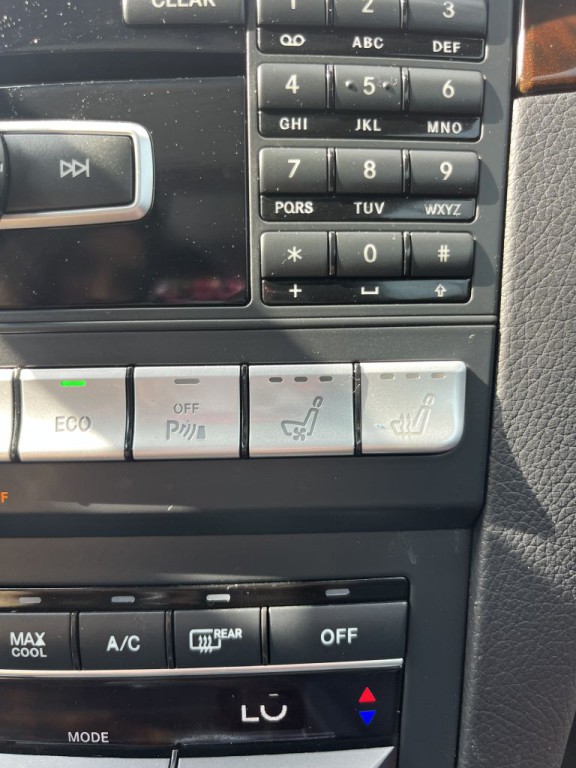 CLEAR
1 2 3
ABC DEF
4 5 6
GHI JKL MNO
7 8 9
PQRS TUV WXYZ
* 0 #
+
ECO
OFF
P
F
MAX
COOL
A/C
REAR
OFF
LO
MODE